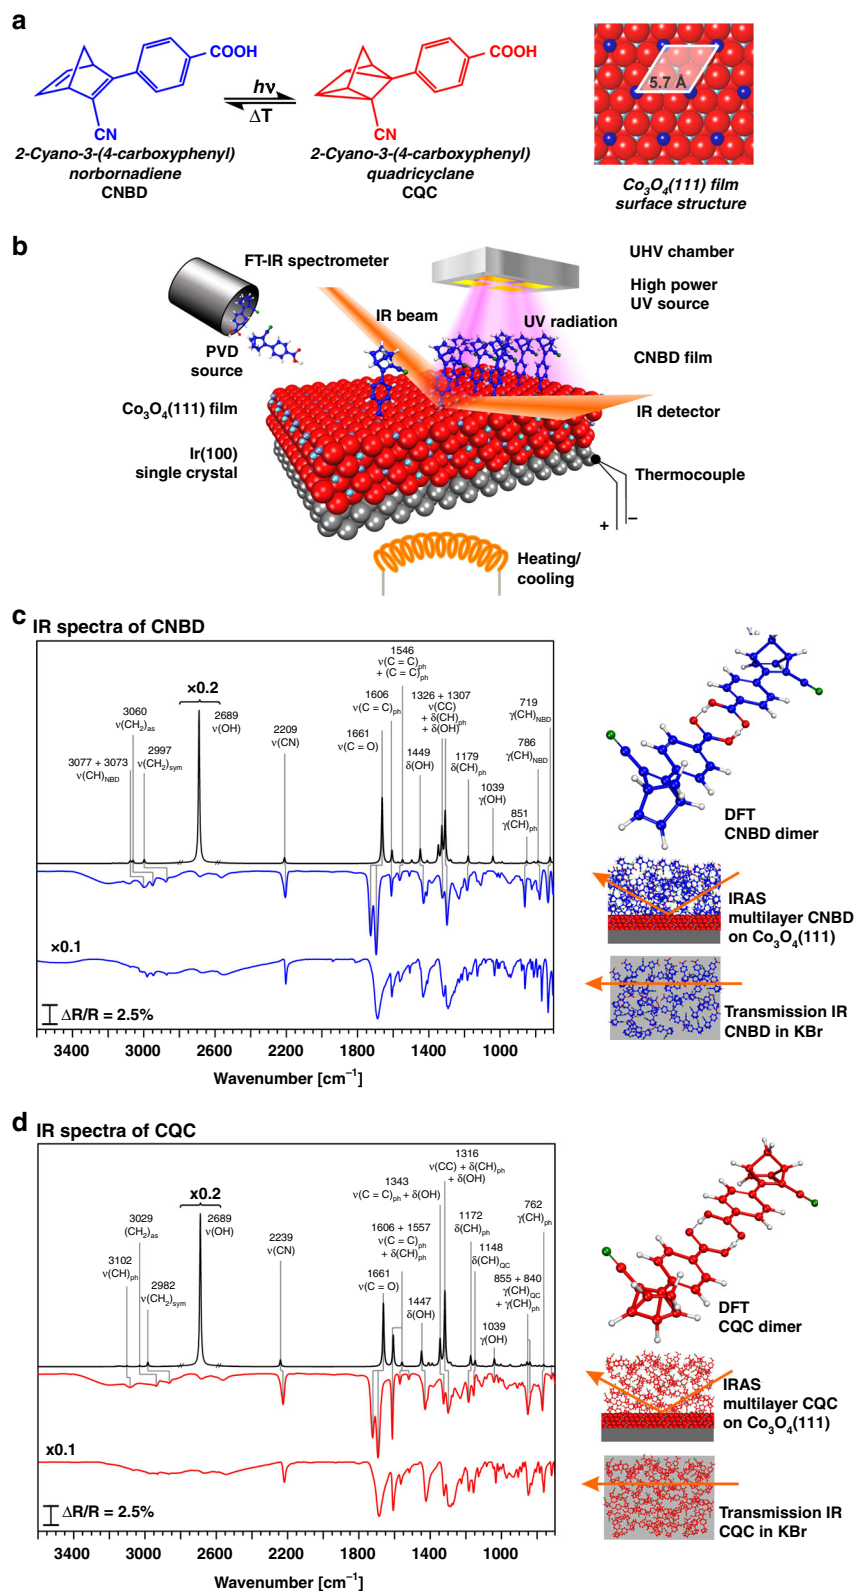 a
COOH
CN
hν
ΔT
COOH
CN
2-Cyano-3-(4-carboxyphenyl)
norbornadiene
CNBD
2-Cyano-3-(4-carboxyphenyl)
quadricyclane
CQC
5.7 Å
Co₃O₄(111) film
surface structure
b
FT-IR spectrometer
UHV chamber
High power
UV source
IR beam
UV radiation
PVD
source
CNBD film
Co₃O₄(111) film
IR detector
Ir(100)
single crystal
Thermocouple
+
–
Heating/
cooling
c
IR spectra of CNBD
×0.2
3077 + 3073
ν(CH)NBD
3060
ν(CH₂)as
2997
ν(CH₂)sym
2689
ν(OH)
2209
ν(CN)
1661
ν(C = O)
1606
ν(C = C)ph
1546
ν(C = C)ph
+ (C = C)ph
1449
δ(OH)
1326 + 1307
ν(CC)
+ δ(CH)ph
+ δ(OH)
1179
δ(CH)ph
1039
γ(OH)
851
γ(CH)ph
786
γ(CH)NBD
719
γ(CH)NBD
×0.1
ΔR/R = 2.5%
3400 3000 2600 2200 1800 1400 1000
Wavenumber [cm⁻¹]
DFT
CNBD dimer
IRAS
multilayer CNBD
on Co₃O₄(111)
Transmission IR
CNBD in KBr
d
IR spectra of CQC
x0.2
3102
ν(CH)ph
3029
(CH₂)as
2982
ν(CH₂)sym
2689
ν(OH)
2239
ν(CN)
1661
ν(C = O)
1606 + 1557
ν(C = C)ph
+ δ(CH)ph
1343
ν(C = C)ph + δ(OH)
1447
δ(OH)
1316
ν(CC) + δ(CH)ph
+ δ(OH)
1172
δ(CH)ph
1148
δ(CH)QC
1039
γ(OH)
855 + 840
γ(CH)QC
+ γ(CH)ph
762
γ(CH)ph
x0.1
ΔR/R = 2.5%
3400 3000 2600 2200 1800 1400 1000
Wavenumber [cm⁻¹]
DFT
CQC dimer
IRAS
multilayer CQC
on Co₃O₄(111)
Transmission IR
CQC in KBr